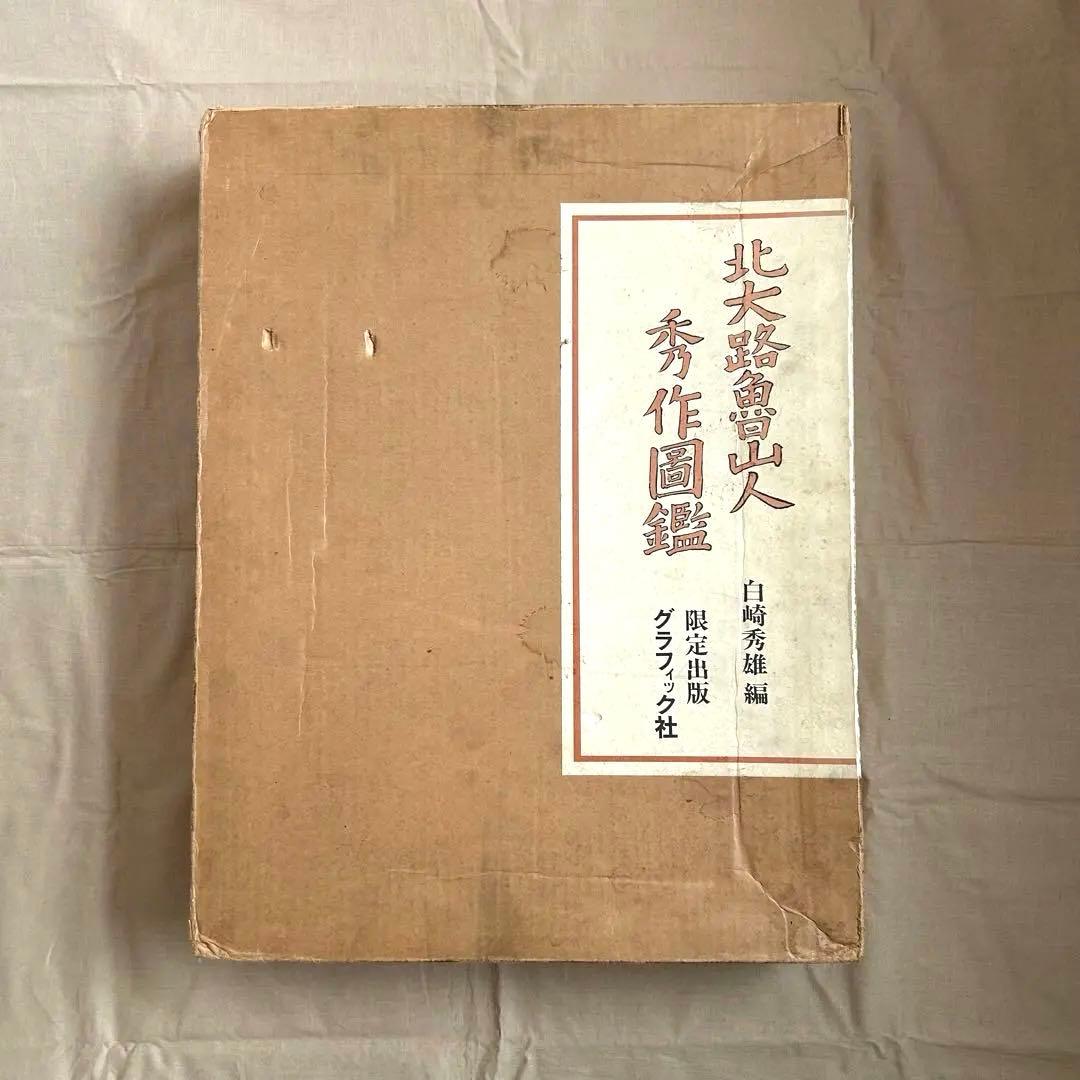 北大路魯山人
秀作圖鑑
白崎秀雄 編
限定出版
グラフィック社